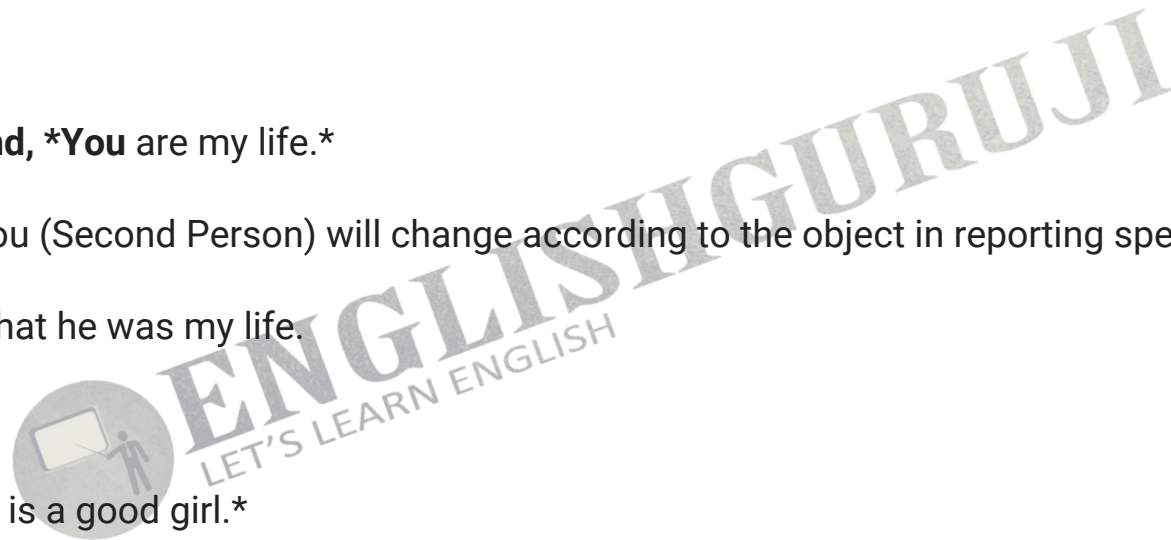 nd, *You are my life.*
ou (Second Person) will change according to the object in reporting spe
hat he was my life.
ENGLISHGURUJI
LET'S LEARN ENGLISH
is a good girl.*